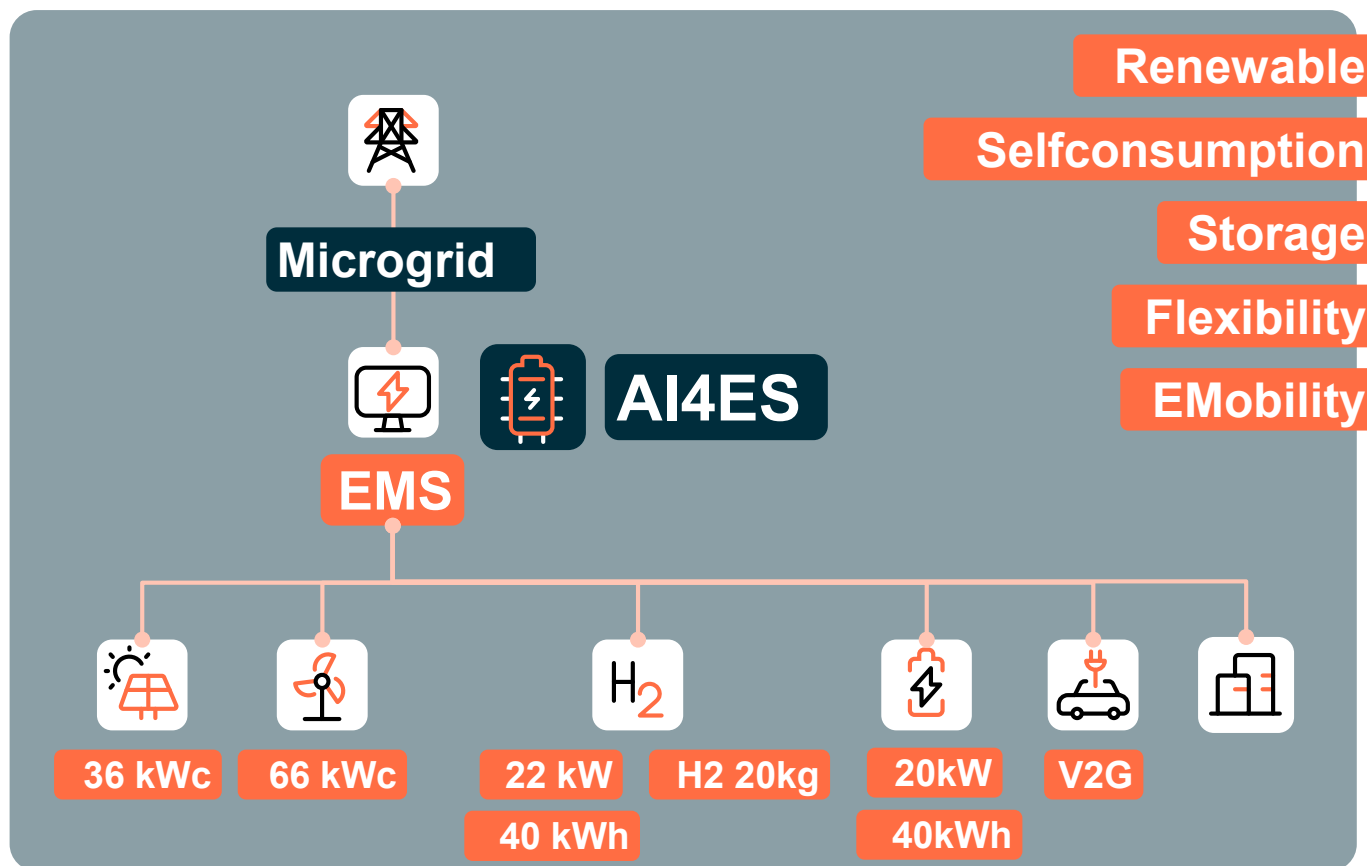 Renewable
Selfconsumption
Storage
Flexibility
EMobility
Microgrid
AI4ES
EMS
H2
36 kWc
66 kWc
22 kW
H2 20kg
20kW
V2G
40 kWh
40kWh